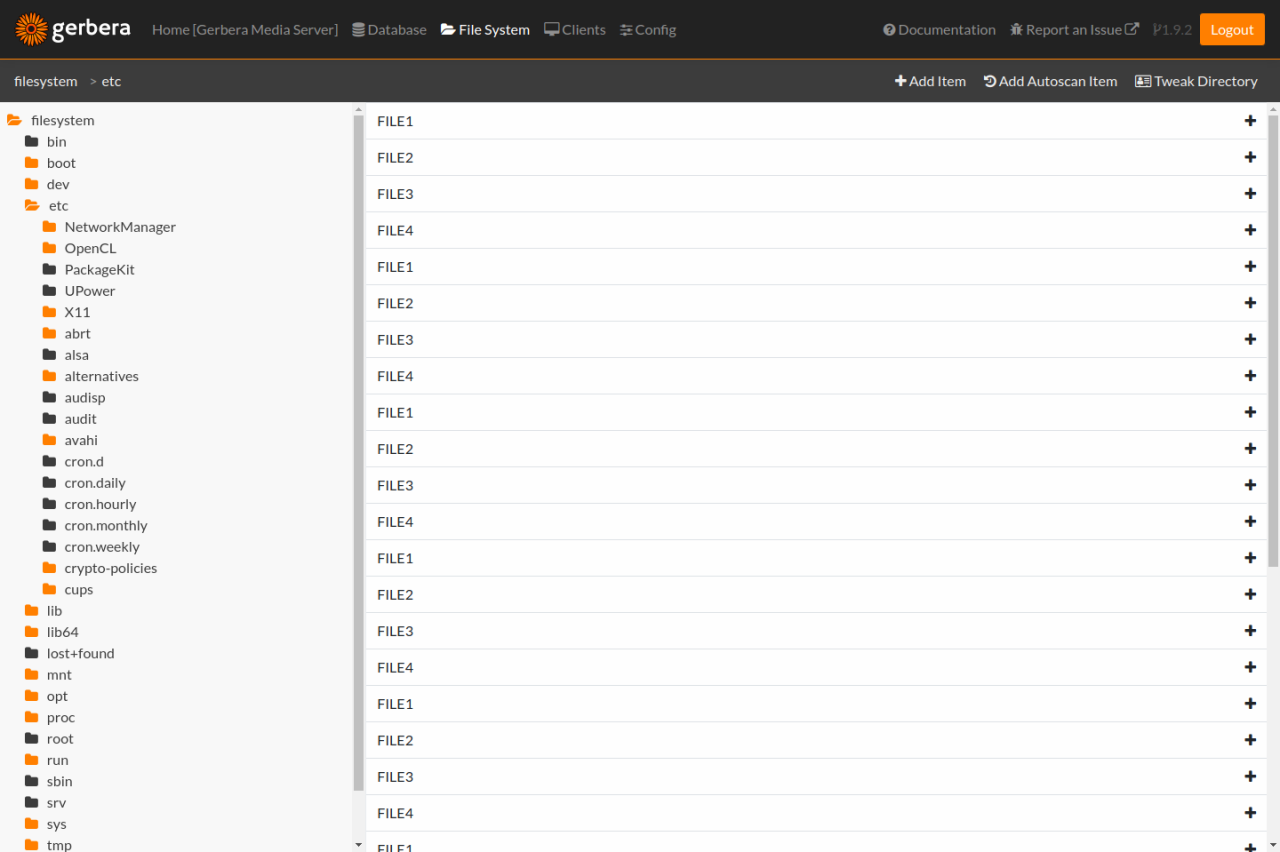 gerbera Home [Gerbera Media Server] Database File System Clients Config Documentation Report an Issue 1.9.2 Logout
filesystem > etc Add Item Add Autoscan Item Tweak Directory
filesystem
bin
boot
dev
etc
NetworkManager
OpenCL
PackageKit
UPower
X11
abrt
alsa
alternatives
audisp
audit
avahi
cron.d
cron.daily
cron.hourly
cron.monthly
cron.weekly
crypto-policies
cups
lib
lib64
lost+found
mnt
opt
proc
root
run
sbin
srv
sys
tmp
FILE1
FILE2
FILE3
FILE4
FILE1
FILE2
FILE3
FILE4
FILE1
FILE2
FILE3
FILE4
FILE1
FILE2
FILE3
FILE4
FILE1
FILE2
FILE3
FILE4
FILE1